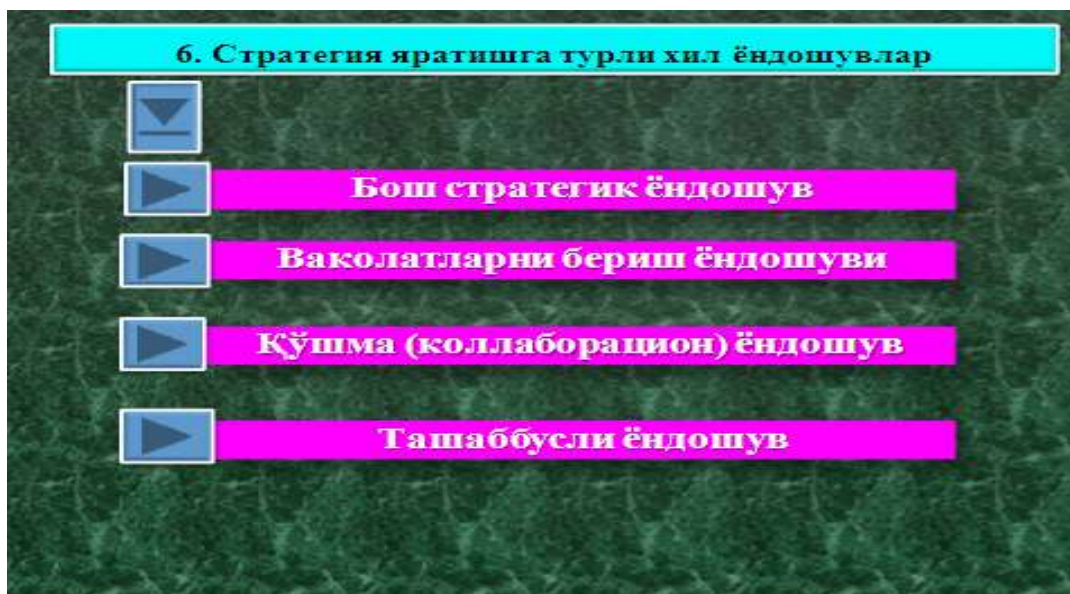 6. Стратегия яратишга турли хил ёндошувлар
Бош стратегик ёндошув
Ваколатларни бериш ёндошуви
Қўшма (коллаборацион) ёндошув
Ташаббусли ёндошув